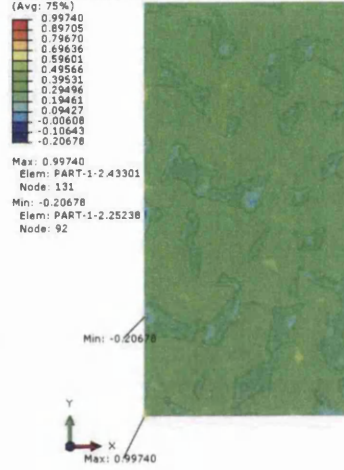 (Avg: 75%)
0.99740
0.89705
0.79670
0.69636
0.59601
0.49566
0.39531
0.29496
0.19461
0.09427
-0.00608
-0.10643
-0.20678
Max: 0.99740
Elem: PART-1-2.43301
Node: 131
Min: -0.20678
Elem: PART-1-2.25238
Node: 92
Min: -0.20678
Y
X
Max: 0.99740